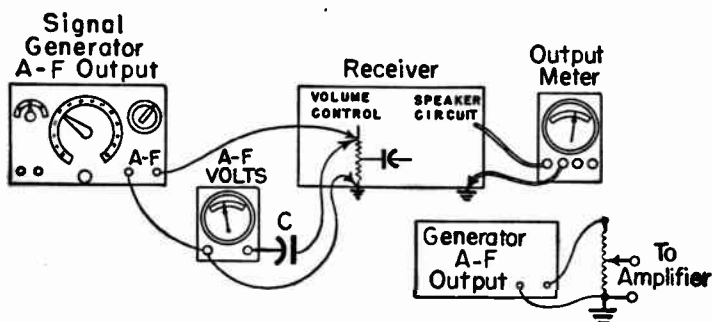 Signal
Generator
A-F Output
A-F
A-F
VOLTS
C
Receiver
VOLUME
CONTROL
SPEAKER
CIRCUIT
Output
Meter
Generator
A-F
Output
To
Amplifier